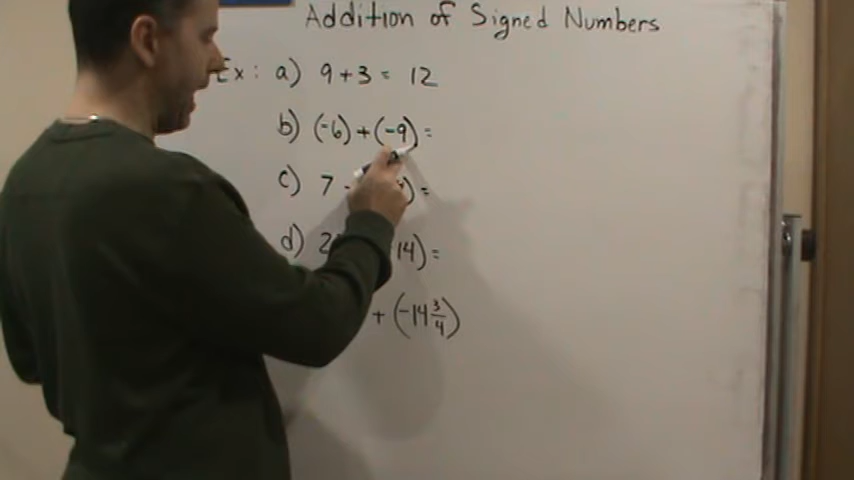 Addition of Signed Numbers
Ex: a) 9 + 3 = 12
b) (-6) + (-9) =
c) 7 ) =
d) 2 14) =
+ (-14 3/4)